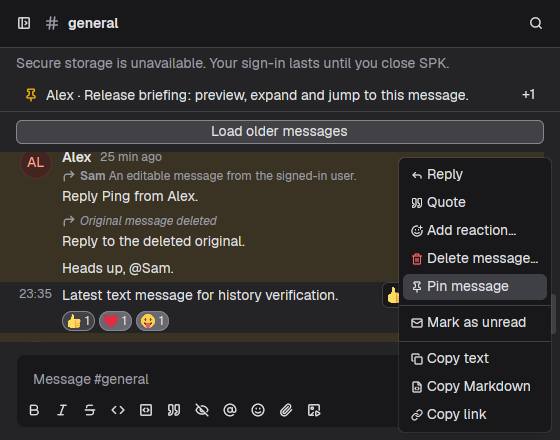 # general
Secure storage is unavailable. Your sign-in lasts until you close SPK.
Alex · Release briefing: preview, expand and jump to this message. +1
Load older messages
AL Alex 25 min ago
Sam An editable message from the signed-in user.
Reply Ping from Alex.
Original message deleted
Reply to the deleted original.
Heads up, @Sam.
23:35 Latest text message for history verification.
👍 1 ❤️ 1 😛 1
Message #general
Reply
Quote
Add reaction...
Delete message...
Pin message
Mark as unread
Copy text
Copy Markdown
Copy link